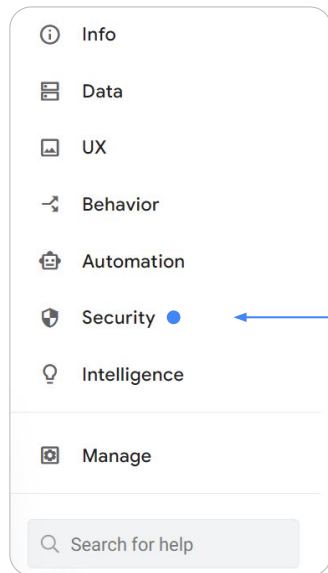 Info
Data
UX
Behavior
Automation
Security
Intelligence
Manage
Search for help